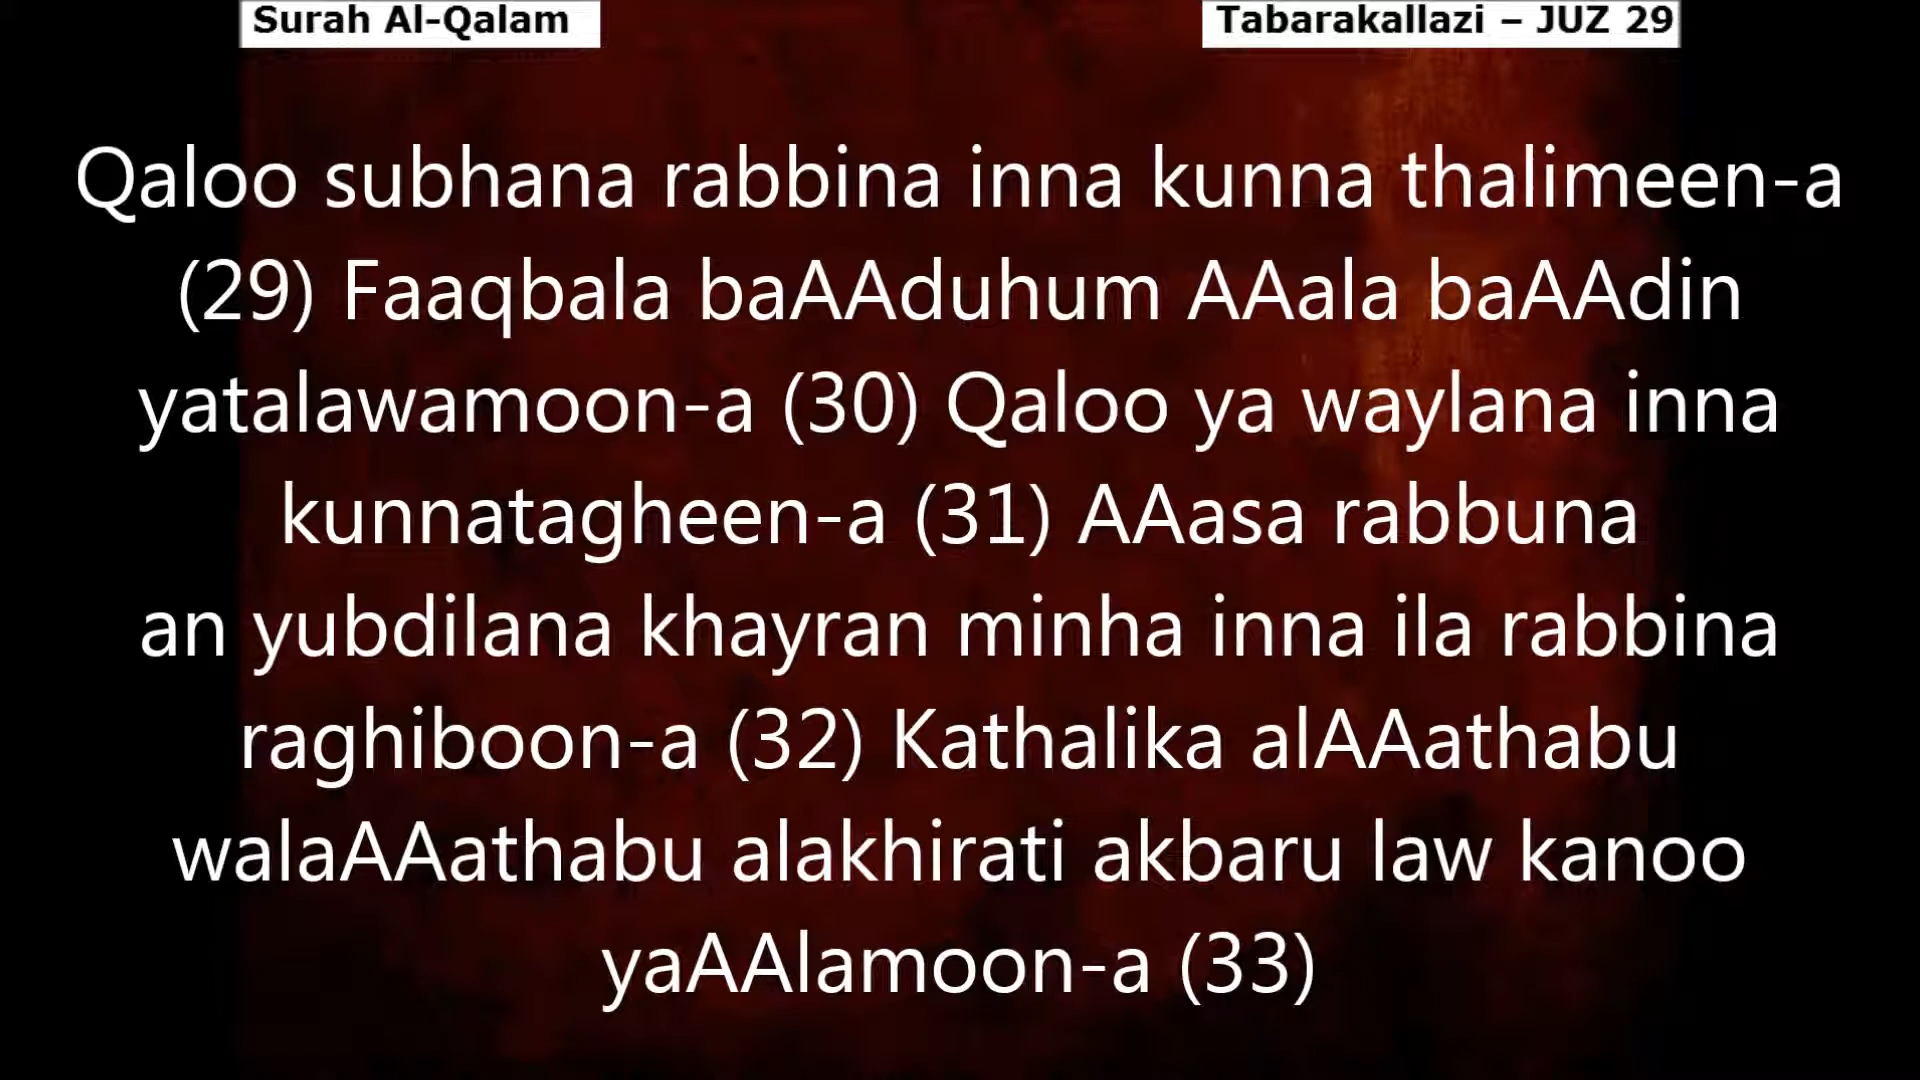 Surah Al-Qalam
Tabarakallazi – JUZ 29
Qaloo subhana rabbina inna kunna thalimeen-a
(29) Faaqbala baAAduhum AAala baAAdin
yatalawamoon-a (30) Qaloo ya waylana inna
kunnatagheen-a (31) AAasa rabbuna
an yubdilana khayran minha inna ila rabbina
raghiboon-a (32) Kathalika alAAathabu
walaAAathabu alakhirati akbaru law kanoo
yaAAlamoon-a (33)